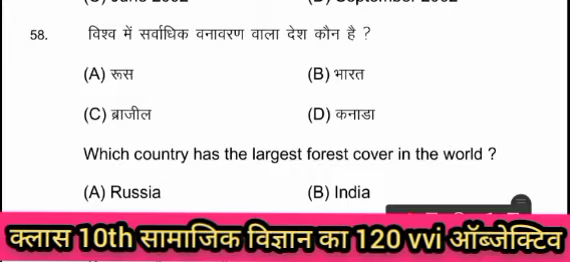 58. विश्व में सर्वाधिक वनावरण वाला देश कौन है ?
(A) रूस (B) भारत
(C) ब्राजील (D) कनाडा
Which country has the largest forest cover in the world ?
(A) Russia (B) India
क्लास 10th सामाजिक विज्ञान का 120 vvi ऑब्जेक्टिव